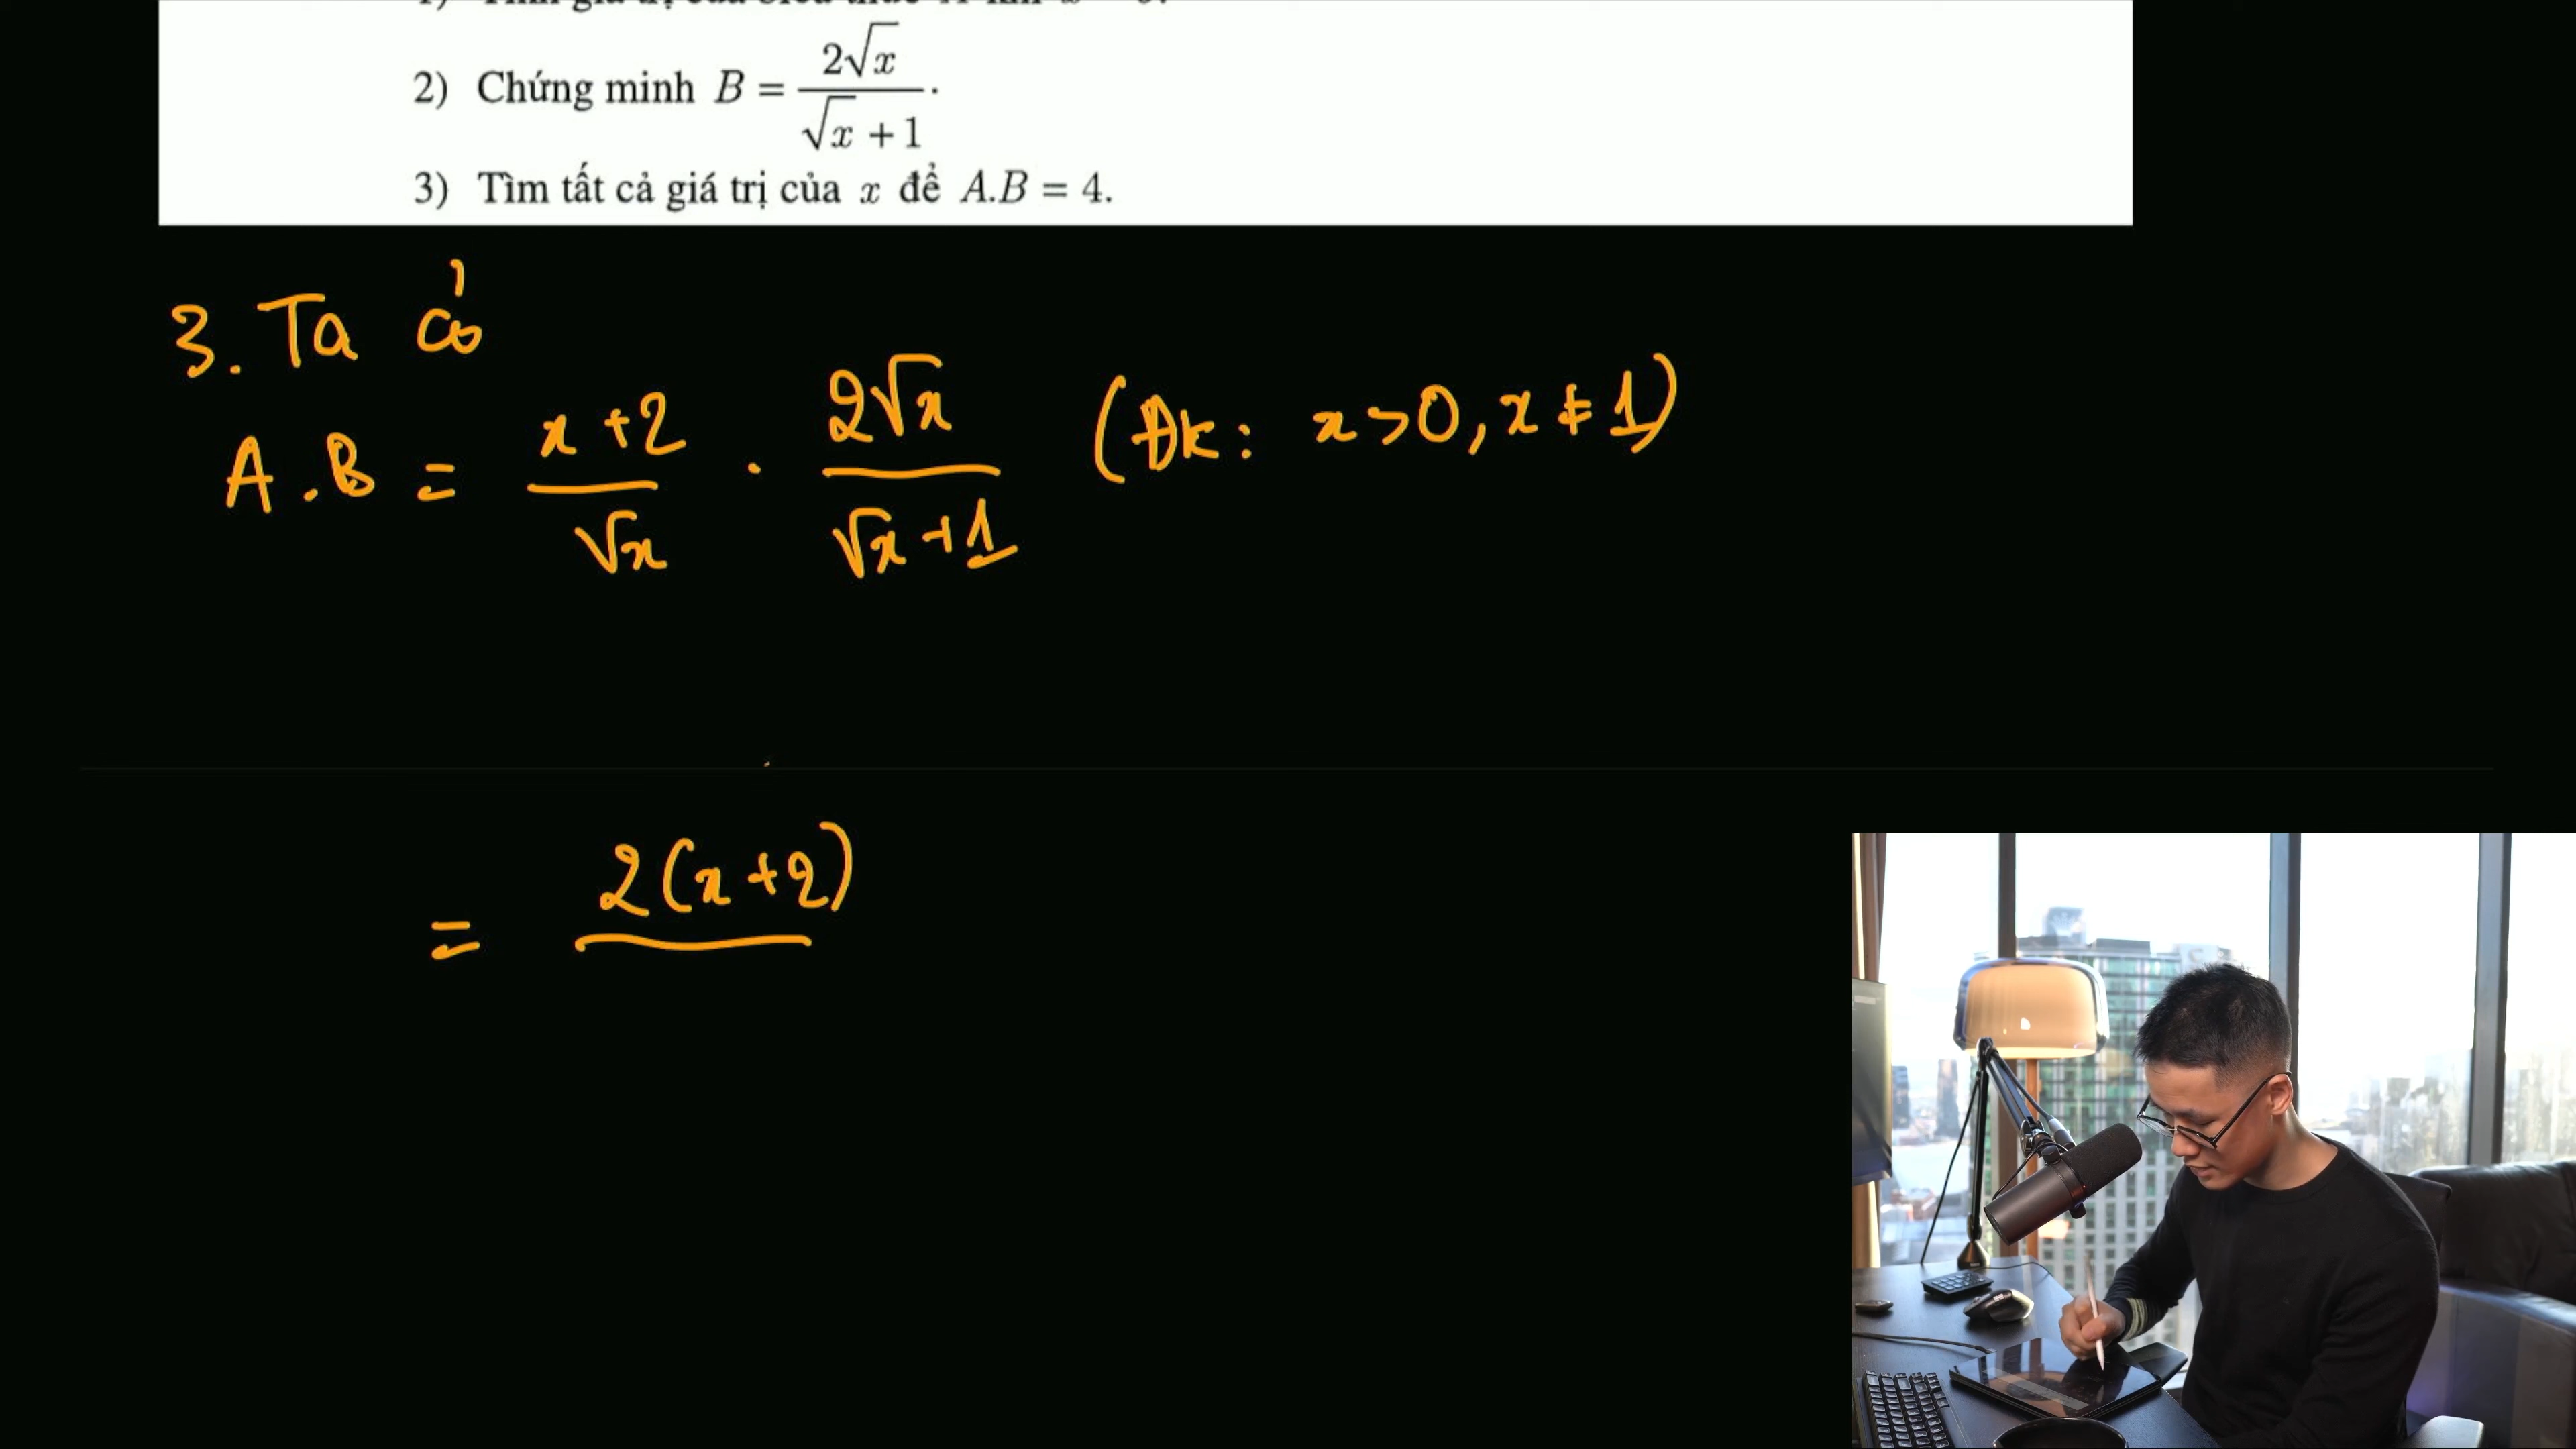 2) Chứng minh B = 2√x / (√x + 1).
3) Tìm tất cả giá trị của x để A.B = 4.
3. Ta có
A.B = (x+2)/√x . 2√x/(√x+1) (Đk: x>0, x≠1)
= 2(x+2)